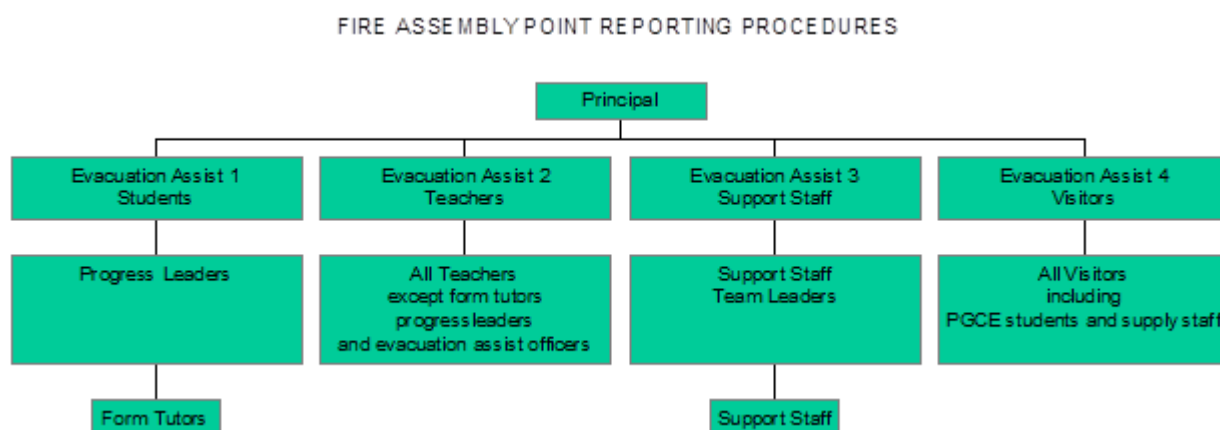 FIRE ASSEMBLY POINT REPORTING PROCEDURES
Principal
Evacuation Assist 1
Students
Evacuation Assist 2
Teachers
Evacuation Assist 3
Support Staff
Evacuation Assist 4
Visitors
Progress Leaders
All Teachers
except form tutors
progress leaders
and evacuation assist officers
Support Staff
Team Leaders
All Visitors
including
PGCE students and supply staff
Form Tutors
Support Staff